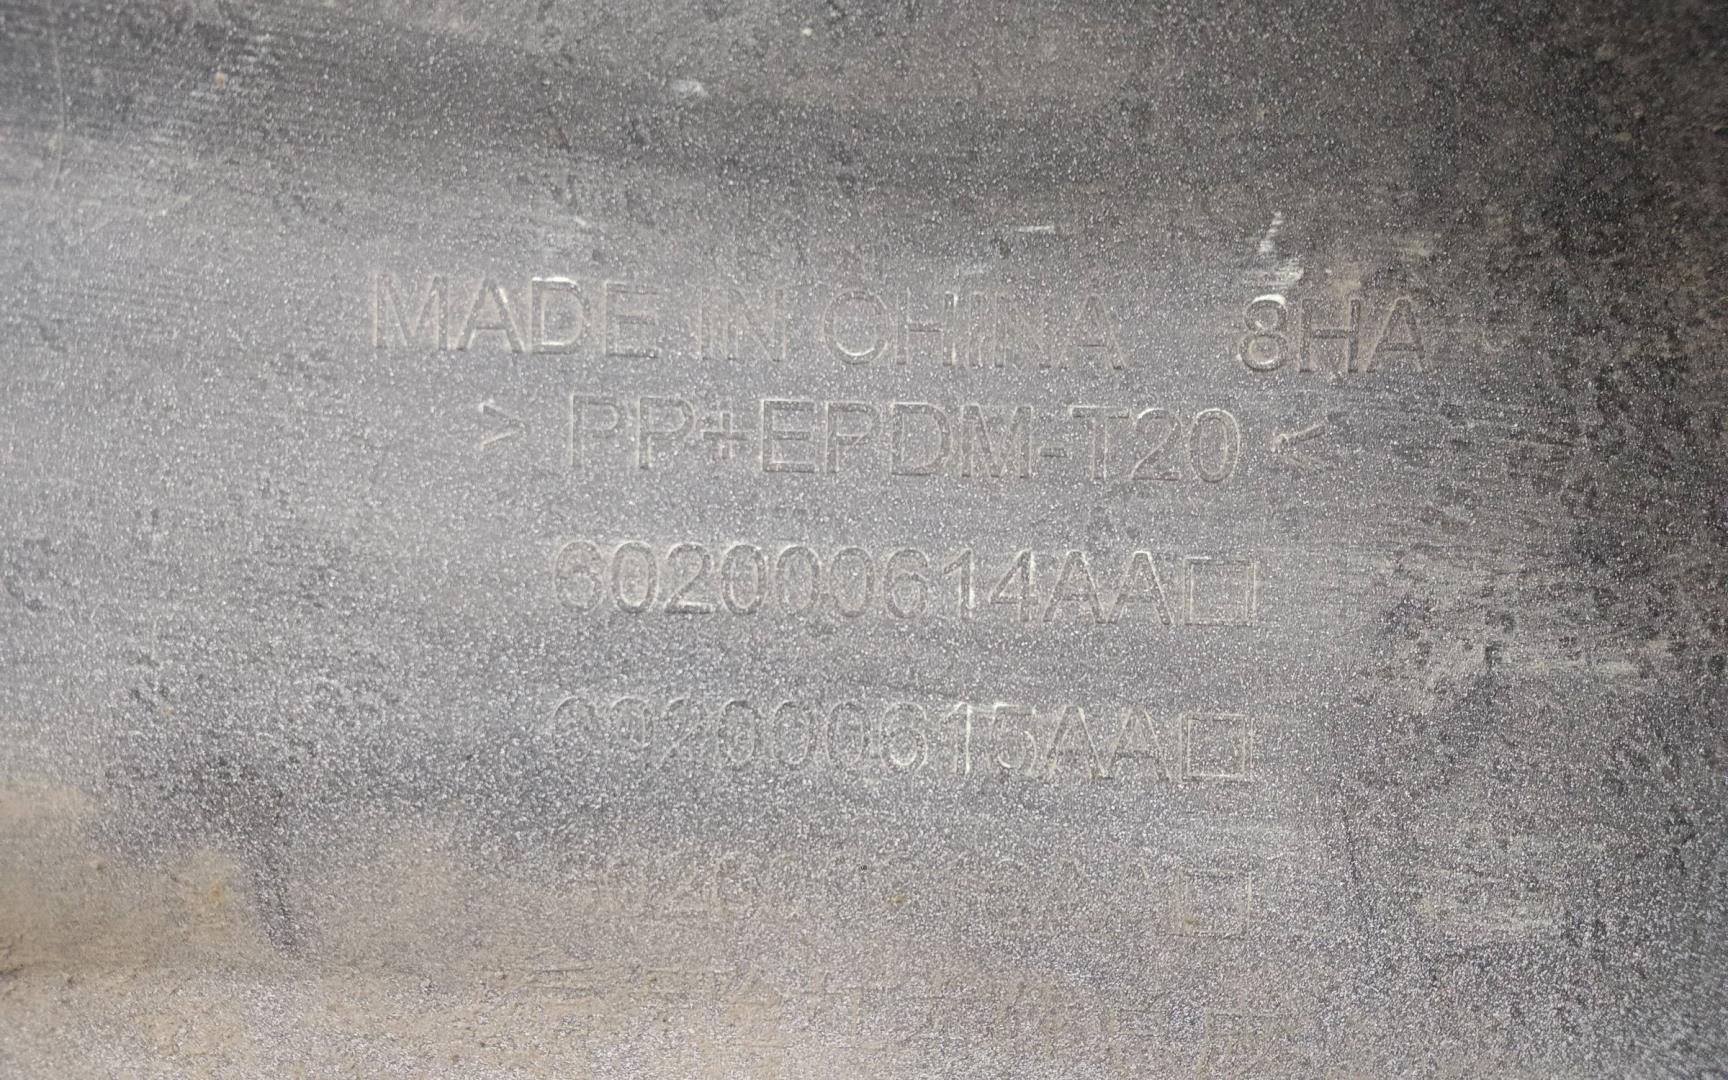 MADE IN CHINA 8HA
>PP+EPDM-T20<
602000614AA□
602000615AA□